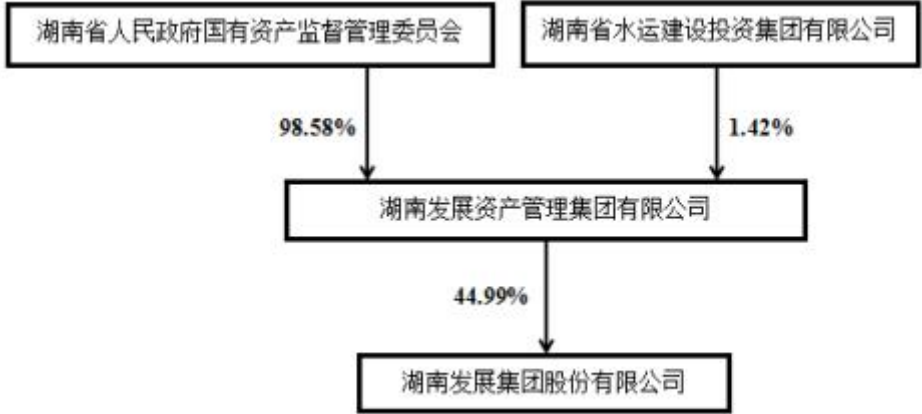 湖南省人民政府国有资产监督管理委员会
湖南省水运建设投资集团有限公司
98.58%
1.42%
湖南发展资产管理集团有限公司
44.99%
湖南发展集团股份有限公司